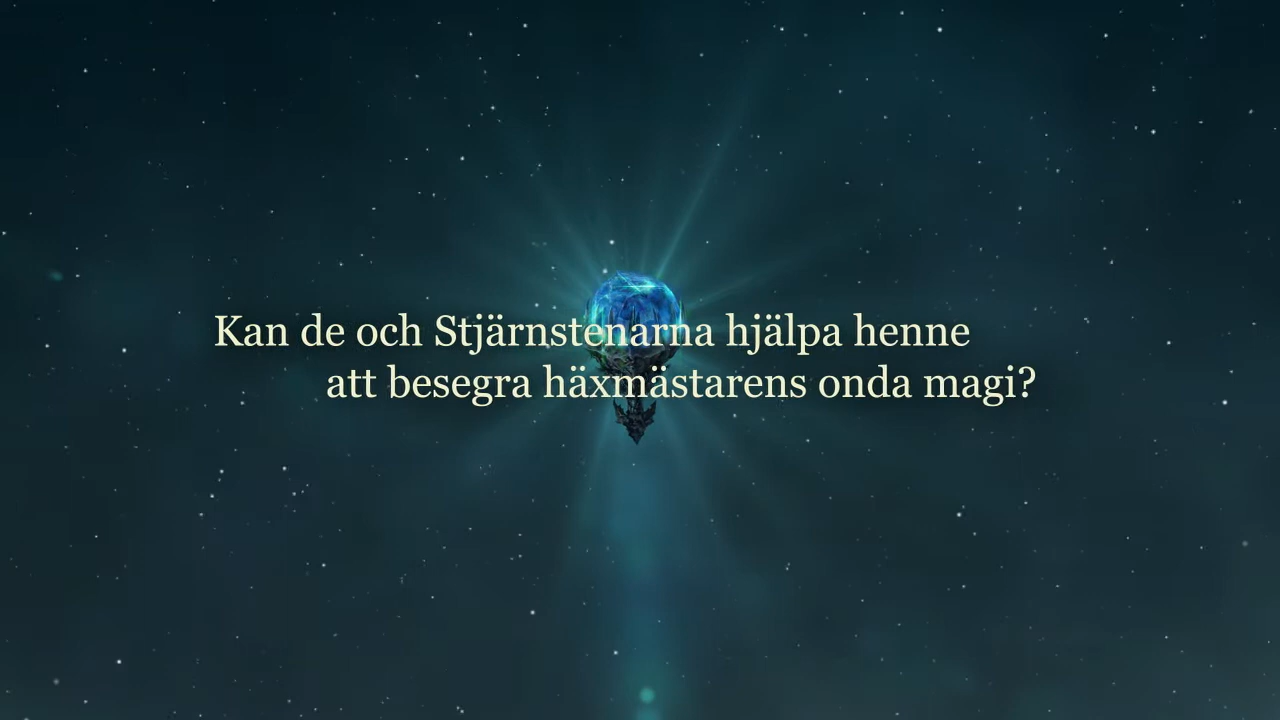 Kan de och Stjärnstenarna hjälpa henne
att besegra häxmästarens onda magi?